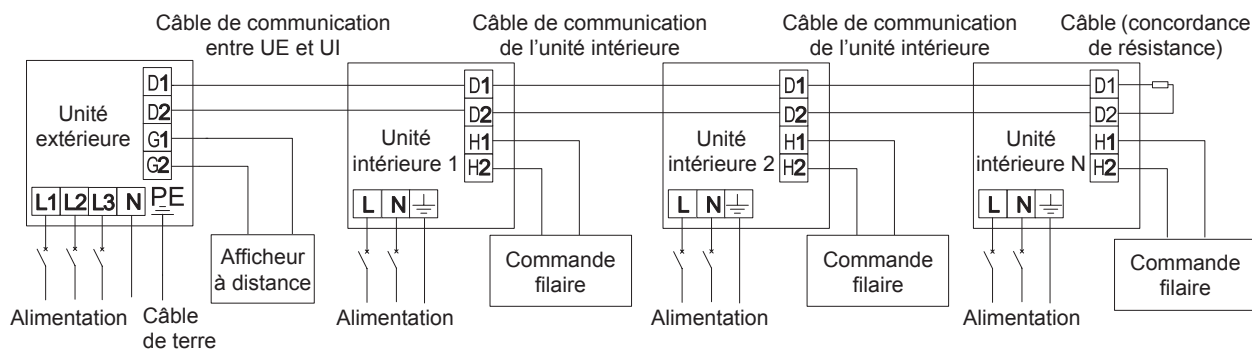 Câble de communication
entre UE et UI
Câble de communication
de l'unité intérieure
Câble de communication
de l'unité intérieure
Câble (concordance
de résistance)
Unité
extérieure
D1
D2
G1
G2
L1 L2 L3 N PE
Afficheur
à distance
Alimentation
Câble
de terre
Unité
intérieure 1
D1
D2
H1
H2
L N
Commande
filaire
Alimentation
Unité
intérieure 2
D1
D2
H1
H2
L N
Commande
filaire
Alimentation
Unité
intérieure N
D1
D2
H1
H2
L N
Commande
filaire
Alimentation